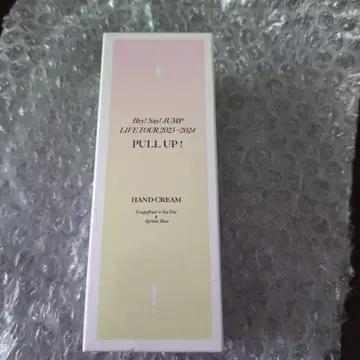 Hey! Say! JUMP
LIVE TOUR 2023–2024
PULL UP!
HAND CREAM
Grapefruit & Tea Tree
&
Apricot Rose